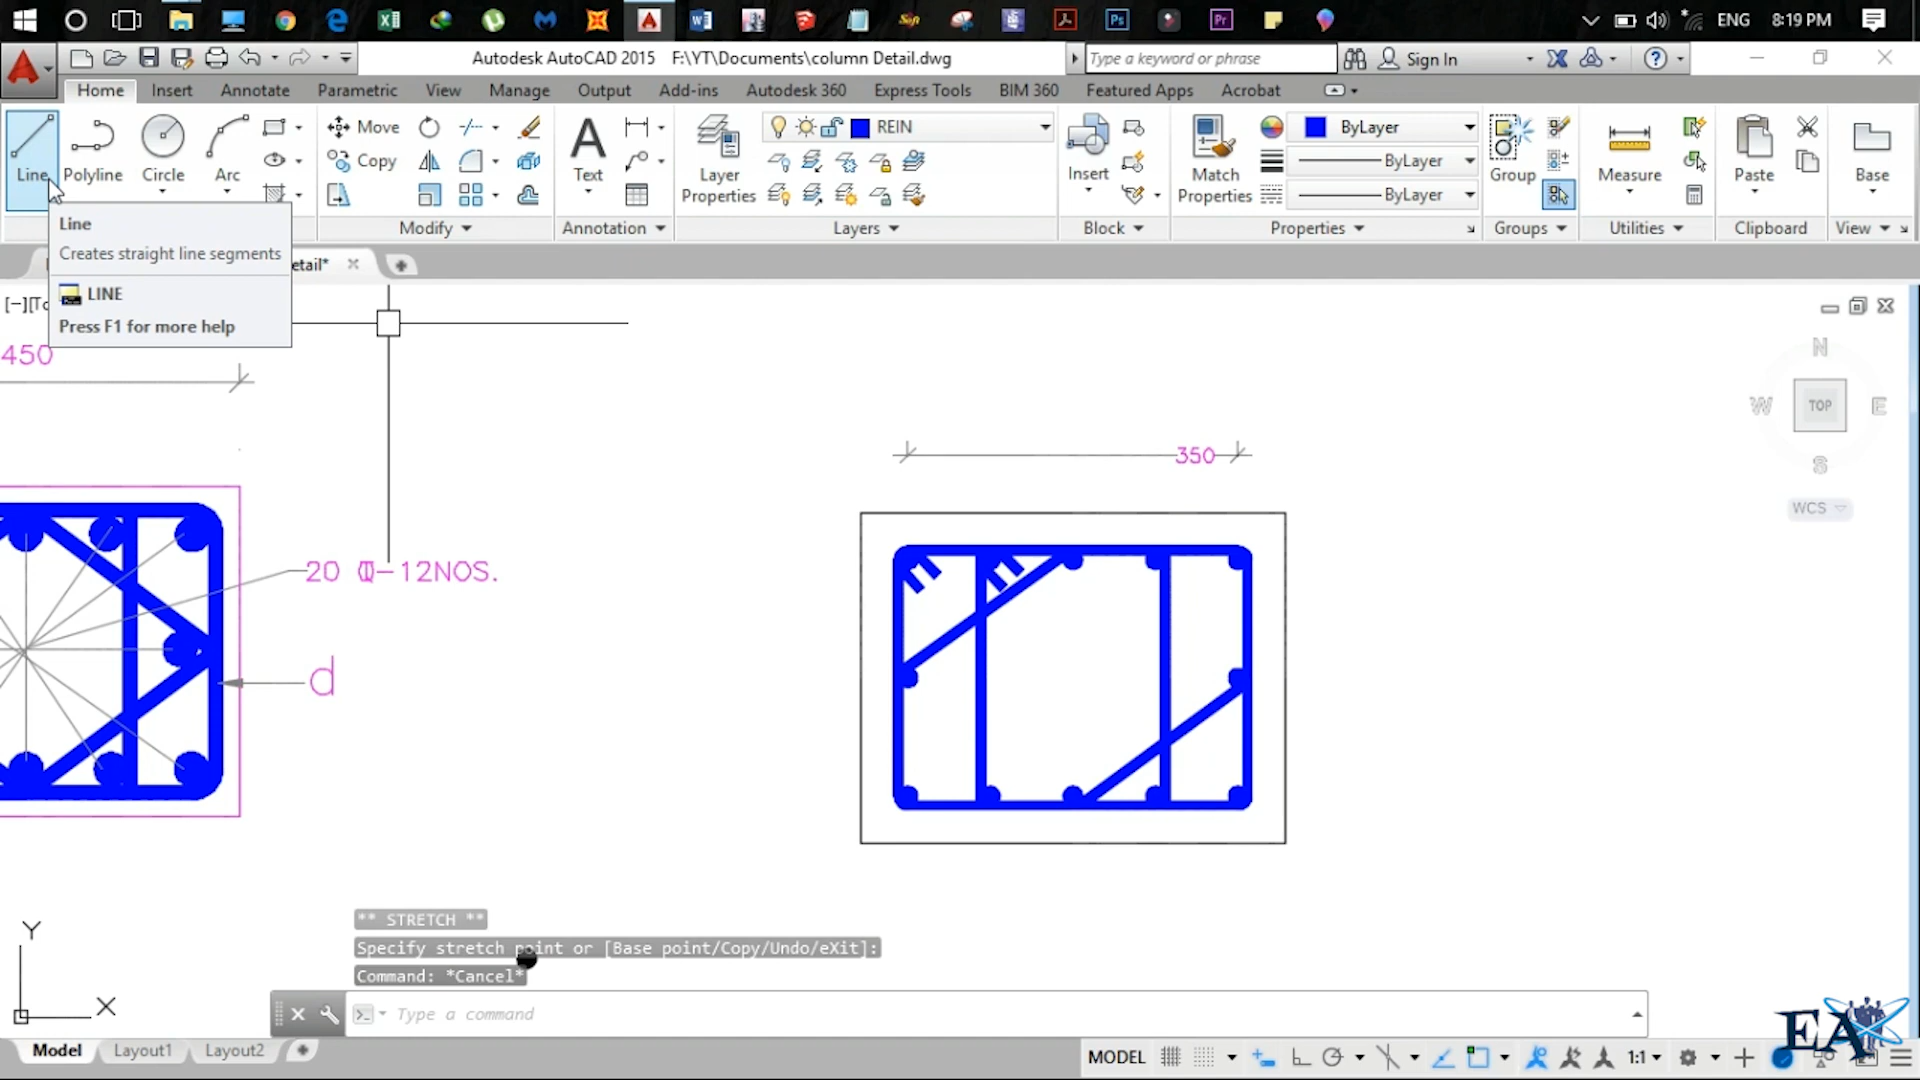 ENG 8:19 PM
Autodesk AutoCAD 2015 F:\YT\Documents\column Detail.dwg
Type a keyword or phrase
Sign In
Home Insert Annotate Parametric View Manage Output Add-ins Autodesk 360 Express Tools BIM 360 Featured Apps Acrobat
Line Polyline Circle Arc
Move
Copy
Text
Layer Properties
REIN
Insert
Match Properties
ByLayer
ByLayer
ByLayer
Group
Measure
Paste
Base
Modify Annotation Layers Block Properties Groups Utilities Clipboard View
Line
Creates straight line segments
LINE
Press F1 for more help
etail*
[−][To
450
350
20 Φ-12NOS.
d
N
W TOP E
S
WCS
** STRETCH **
Specify stretch point or [Base point/Copy/Undo/eXit]:
Command: *Cancel*
Type a command
Y
X
Model Layout1 Layout2
MODEL 1:1
EA